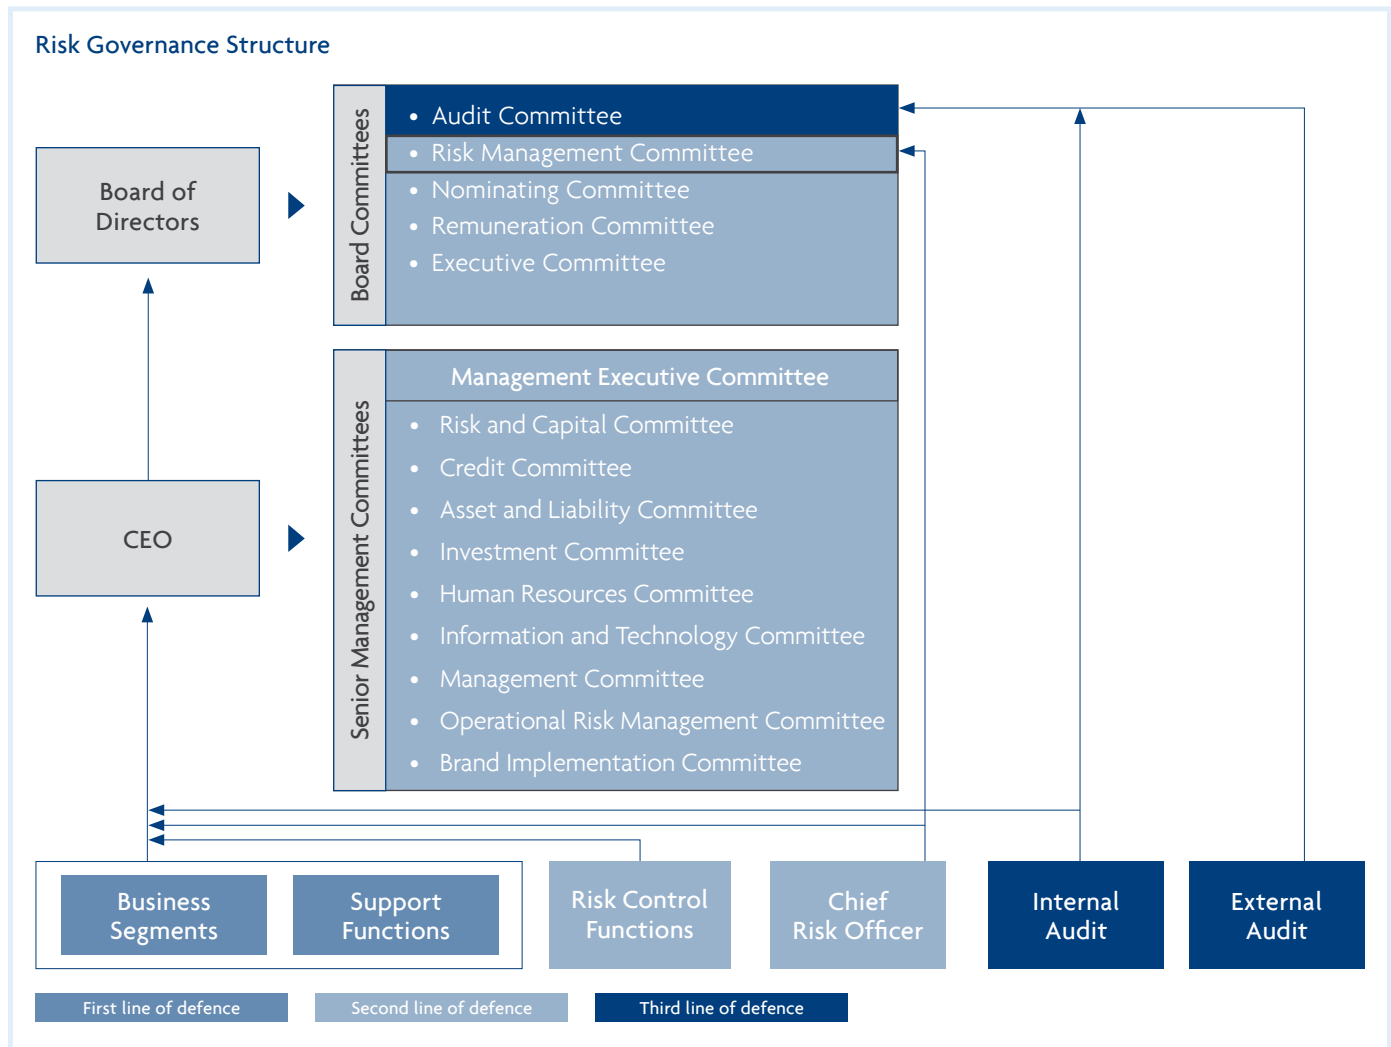 Risk Governance Structure
Board of
Directors
Board Committees
• Audit Committee
• Risk Management Committee
• Nominating Committee
• Remuneration Committee
• Executive Committee
CEO
Senior Management Committees
Management Executive Committee
• Risk and Capital Committee
• Credit Committee
• Asset and Liability Committee
• Investment Committee
• Human Resources Committee
• Information and Technology Committee
• Management Committee
• Operational Risk Management Committee
• Brand Implementation Committee
Business
Segments
Support
Functions
Risk Control
Functions
Chief
Risk Officer
Internal
Audit
External
Audit
First line of defence
Second line of defence
Third line of defence